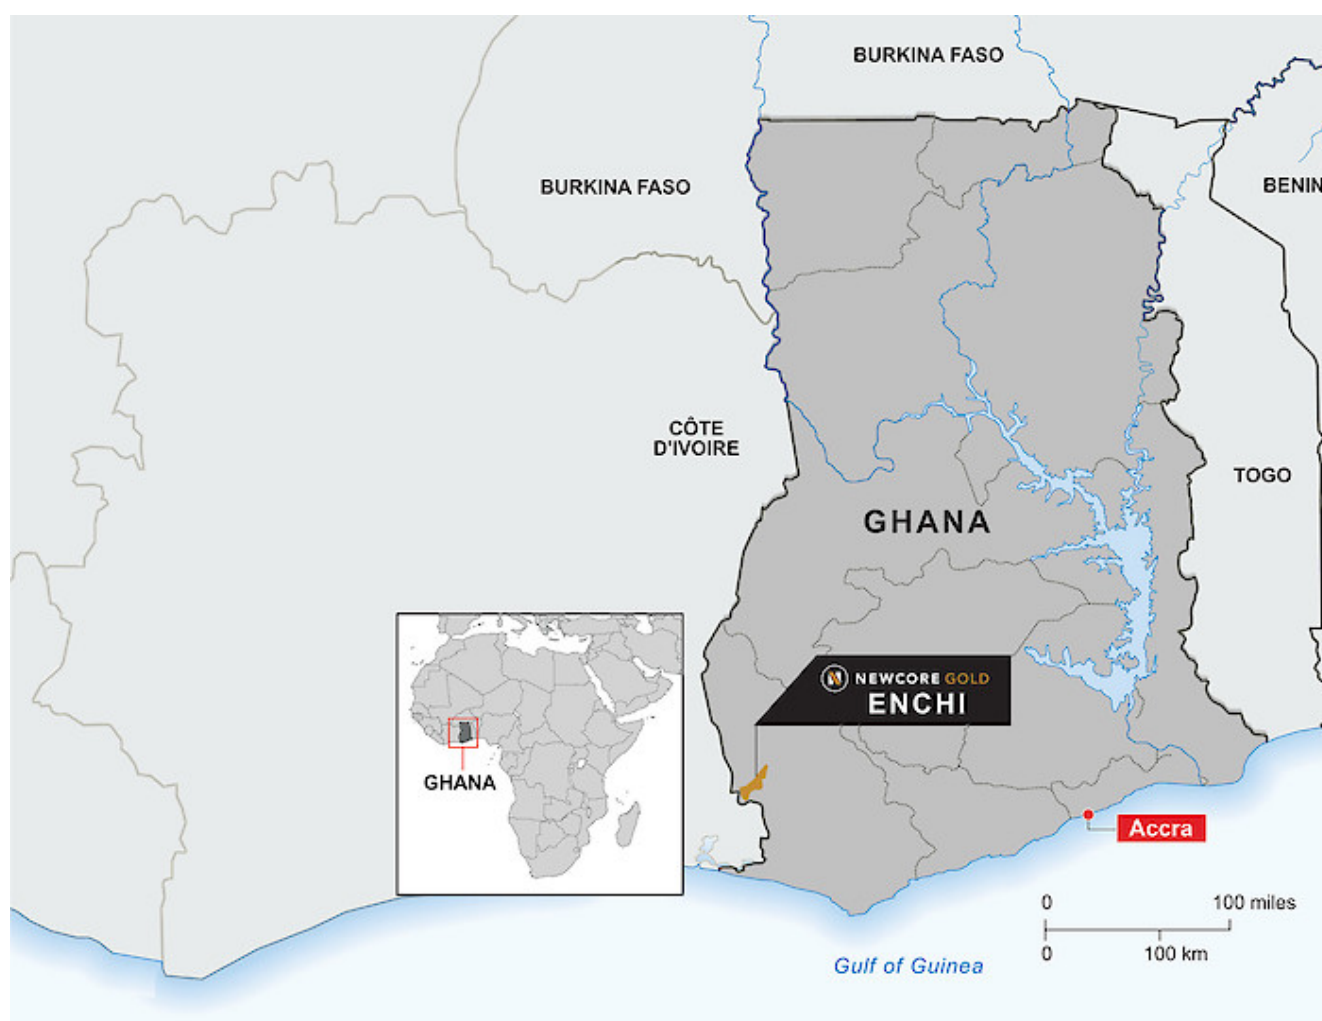 BURKINA FASO
BURKINA FASO
BENIN
CÔTE
D'IVOIRE
TOGO
GHANA
NEWCORE GOLD
ENCHI
GHANA
Accra
0 100 miles
0 100 km
Gulf of Guinea